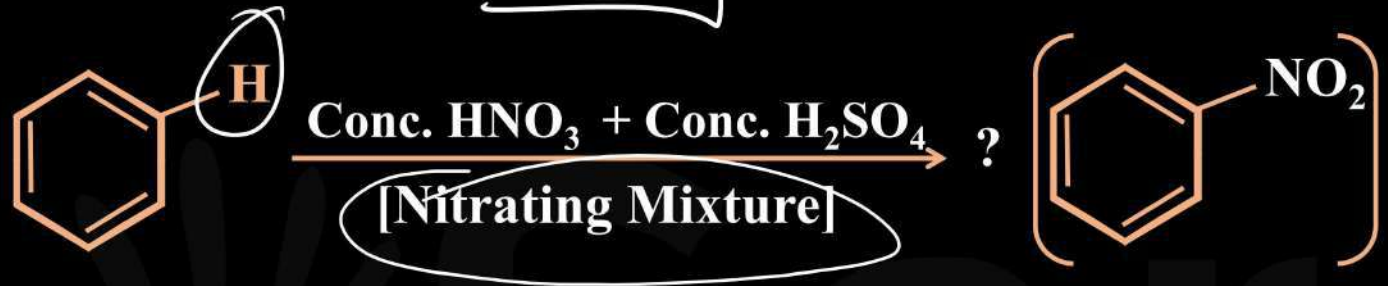 H
Conc. HNO₃ + Conc. H₂SO₄
?
NO₂
[Nitrating Mixture]